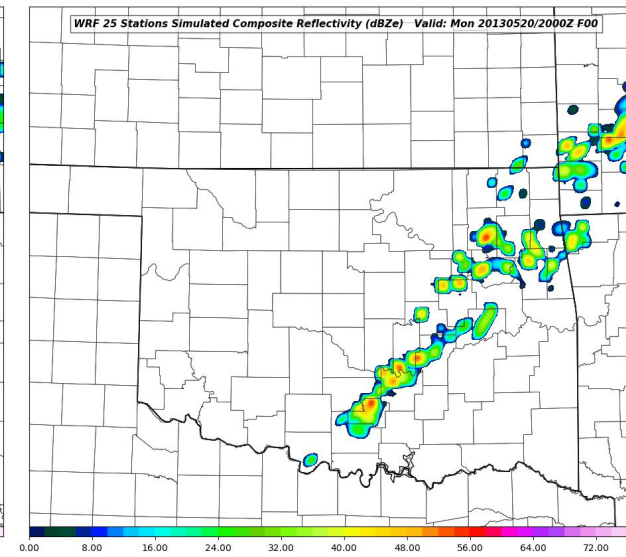 WRF 25 Stations Simulated Composite Reflectivity (dBZe) Valid: Mon 20130520/2000Z F00
0.00 8.00 16.00 24.00 32.00 40.00 48.00 56.00 64.00 72.00